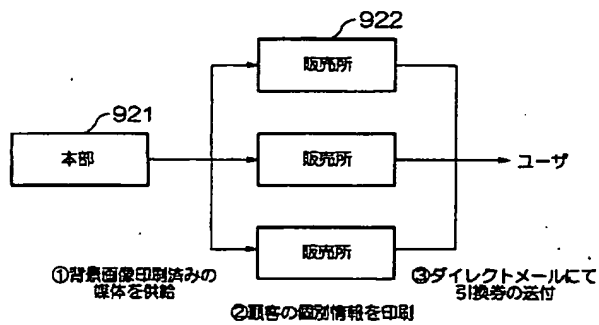 922
販売所
921
本部
販売所
ユーザ
販売所
①背景画像印刷済みの
媒体を供給
③ダイレクトメールにて
引換券の送付
②顧客の個別情報を印刷